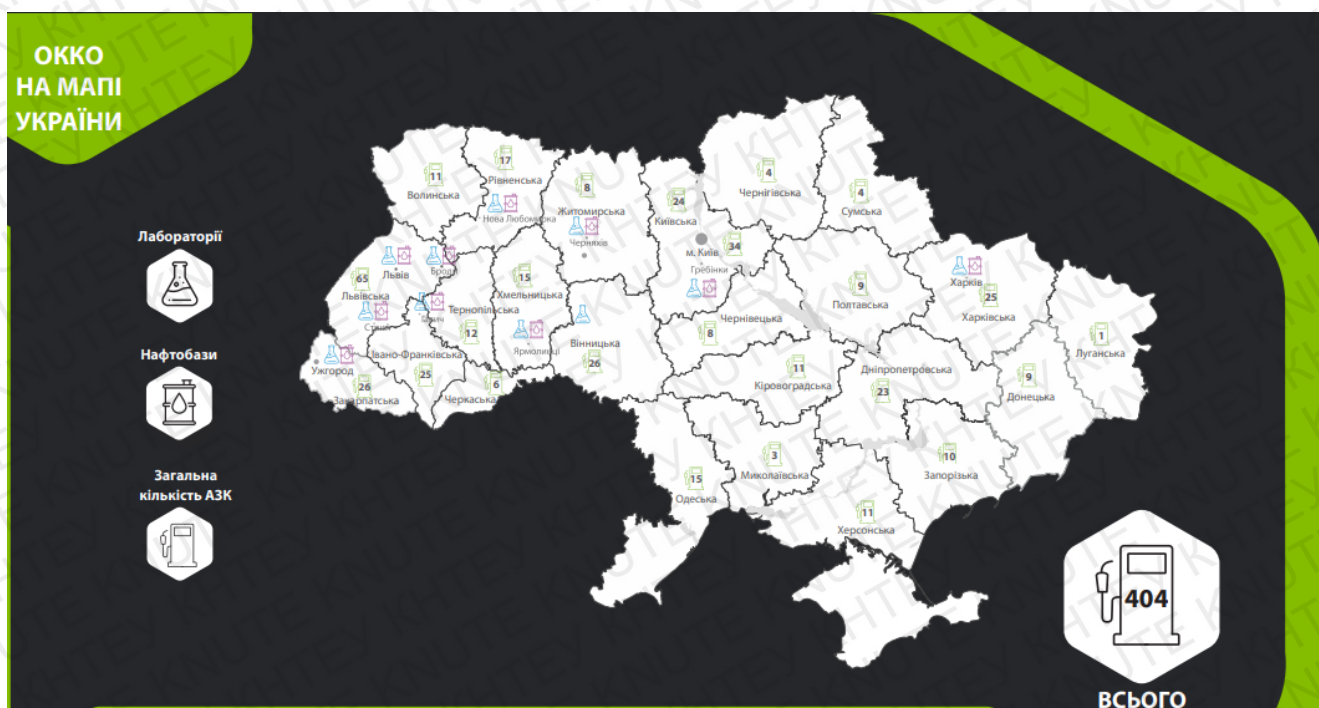 ОККО
НА МАПІ
УКРАЇНИ
Лабораторії
Нафтобази
Загальна
кількість АЗК
11
Волинська
17
Рівненська
Нова Любомирка
8
Житомирська
Черняхів
24
Київська
34
м. Київ
Гребінки
4
Чернігівська
4
Сумська
Львів
Броди
65
Львівська
Стрий
15
Хмельницька
Тернопільська
12
Ярмолинці
Вінницька
26
Чернівецька
8
9
Полтавська
Харків
25
Харківська
1
Луганська
Ужгород
26
Закарпатська
Івано-Франківська
25
6
Черкаська
11
Кіровоградська
Дніпропетровська
23
9
Донецька
15
Одеська
3
Миколаївська
10
Запорізька
11
Херсонська
404
ВСЬОГО
KNUTE КНТЕУ